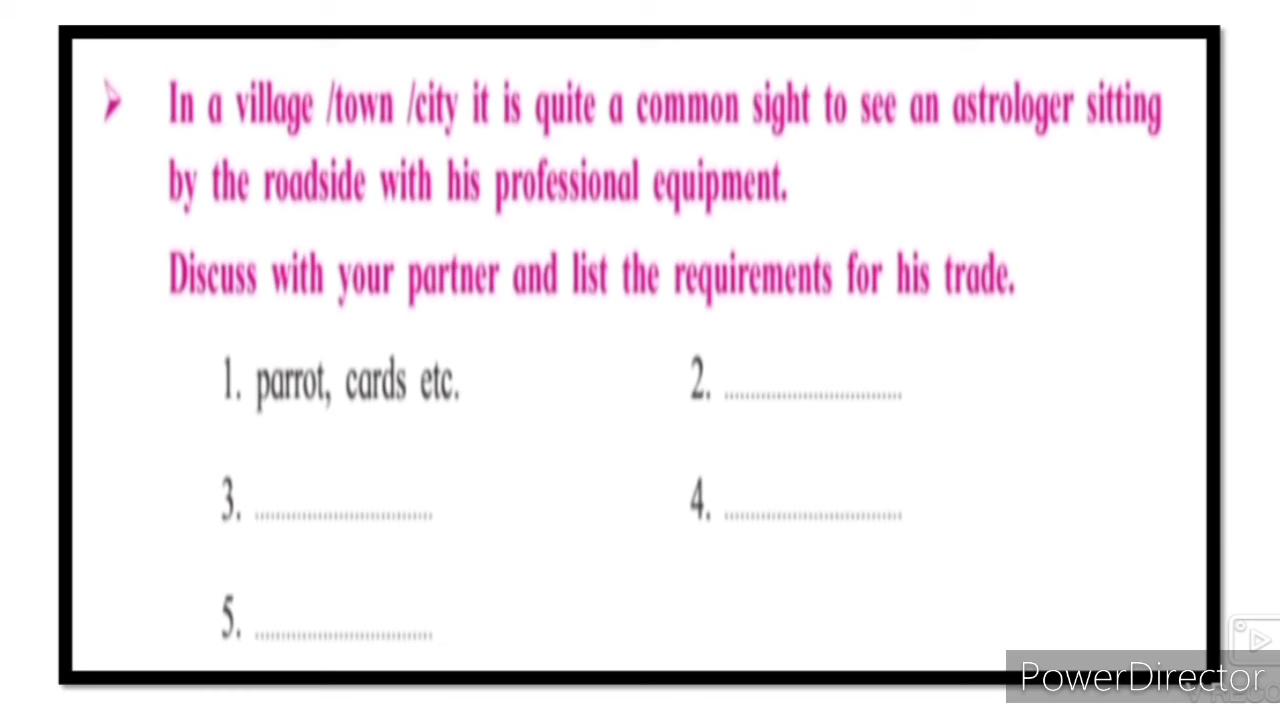 ➤ In a village /town /city it is quite a common sight to see an astrologer sitting
by the roadside with his professional equipment.
Discuss with your partner and list the requirements for his trade.
1. parrot, cards etc. 2. ..................................
3. .................................. 4. ..................................
5. ..................................
PowerDirector